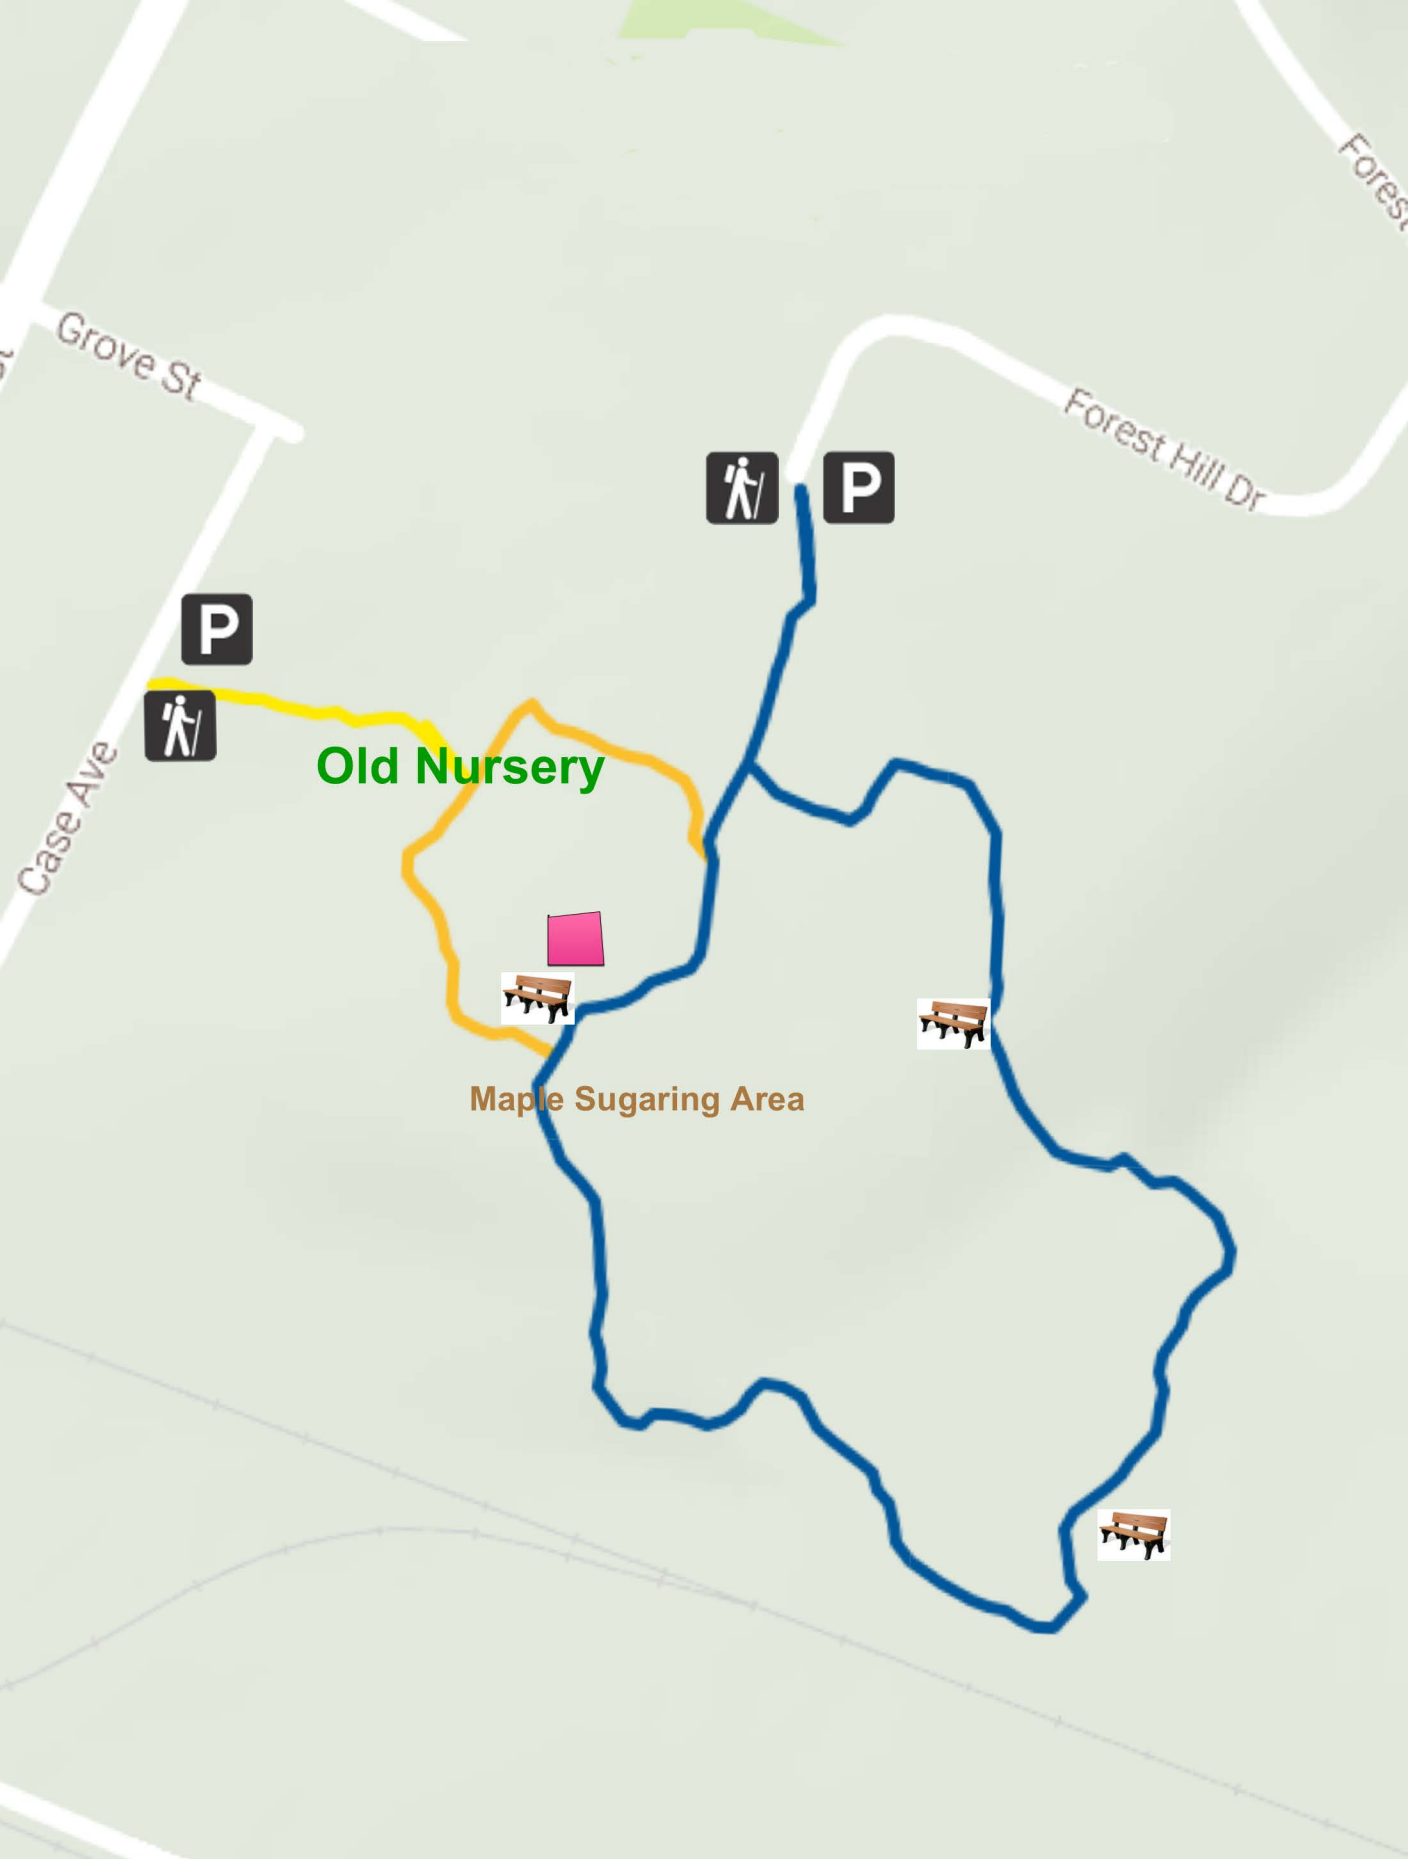 Forest
Grove St
Forest Hill Dr
P
P
Old Nursery
Case Ave
Maple Sugaring Area